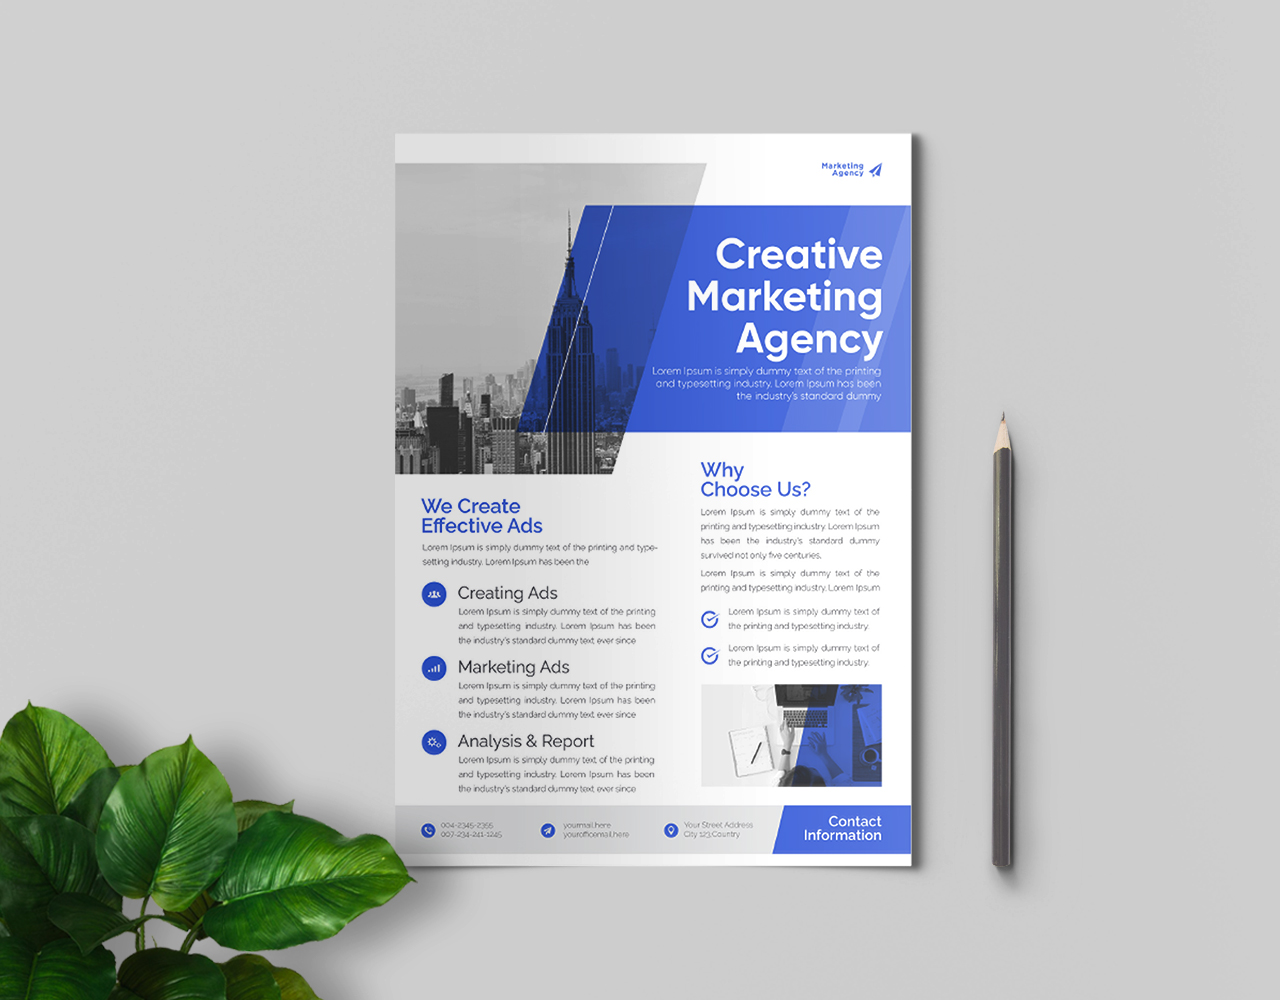 Marketing
Agency
Creative
Marketing
Agency
Lorem Ipsum is simply dummy text of the printing
and typesetting industry. Lorem Ipsum has been
the industry's standard dummy
We Create
Effective Ads
Lorem Ipsum is simply dummy text of the printing and type-
setting industry. Lorem Ipsum has been the
Creating Ads
Lorem Ipsum is simply dummy text of the printing
and typesetting industry. Lorem Ipsum has been
the industry's standard dummy text ever since
Marketing Ads
Lorem Ipsum is simply dummy text of the printing
and typesetting industry. Lorem Ipsum has been
the industry's standard dummy text ever since
Analysis & Report
Lorem Ipsum is simply dummy text of the printing
and typesetting industry. Lorem Ipsum has been
the industry's standard dummy text ever since
Why
Choose Us?
Lorem Ipsum is simply dummy text of the
printing and typesetting industry. Lorem Ipsum
has been the industry's standard dummy
survived not only five centuries.
Lorem Ipsum is simply dummy text of the
printing and typesetting industry. Lorem Ipsum
Lorem Ipsum is simply dummy text of
the printing and typesetting industry.
Lorem Ipsum is simply dummy text of
the printing and typesetting industry.
004-2345-2355
007-234-241-1245
yourmail.here
yourofficemail.here
Your Street Address
City 123,Country
Contact
Information